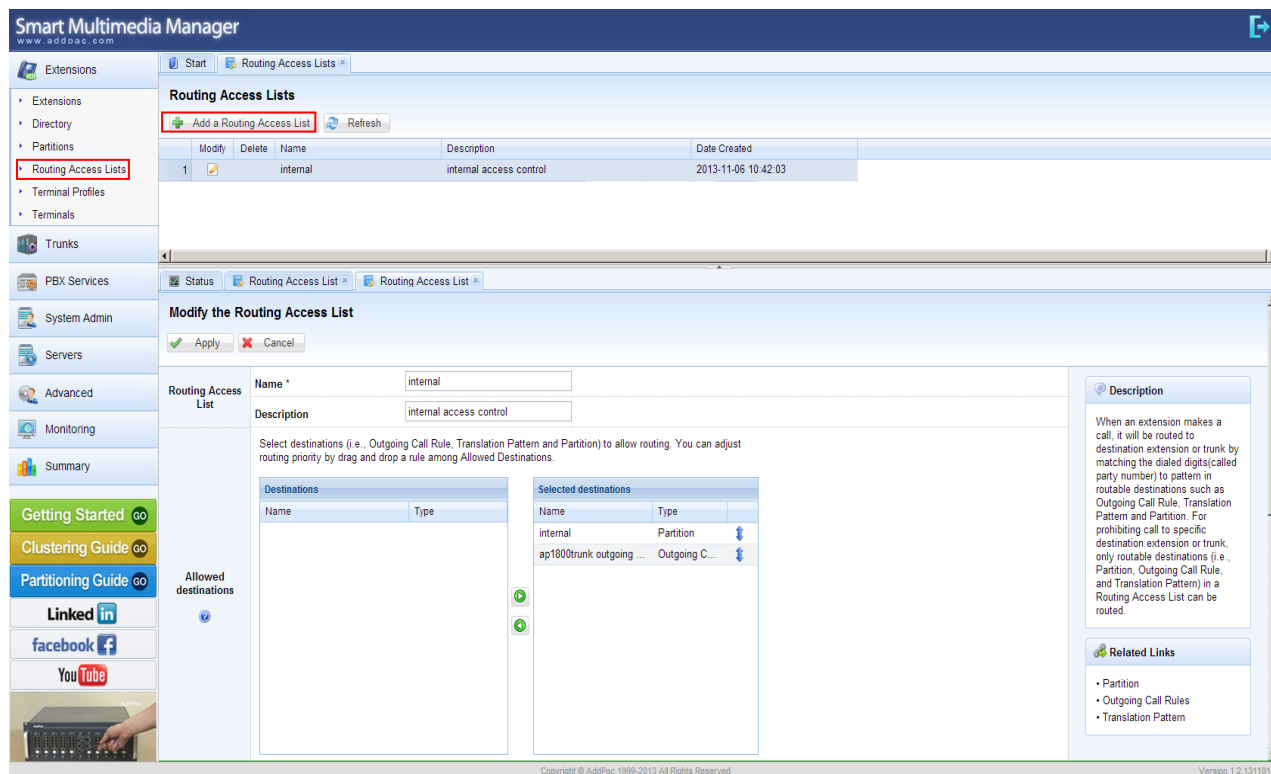 Smart Multimedia Manager
www.addpac.com
Extensions
Extensions
Directory
Partitions
Routing Access Lists
Terminal Profiles
Terminals
Trunks
PBX Services
System Admin
Servers
Advanced
Monitoring
Summary
Getting Started GO
Clustering Guide GO
Partitioning Guide GO
Linked in
facebook f
You Tube
Start
Routing Access Lists
Routing Access Lists
Add a Routing Access List
Refresh
Modify Delete Name Description Date Created
1 internal internal access control 2013-11-06 10:42:03
Status
Routing Access List
Routing Access List
Modify the Routing Access List
Apply
Cancel
Routing Access
List
Name *
internal
Description
internal access control
Allowed
destinations
Select destinations (i.e., Outgoing Call Rule, Translation Pattern and Partition) to allow routing. You can adjust
routing priority by drag and drop a rule among Allowed Destinations.
Destinations
Name Type
Selected destinations
Name Type
internal Partition
ap1800trunk outgoing ... Outgoing C...
Description
When an extension makes a
call, it will be routed to
destination extension or trunk by
matching the dialed digits(called
party number) to pattern in
routable destinations such as
Outgoing Call Rule, Translation
Pattern and Partition. For
prohibiting call to specific
destination extension or trunk,
only routable destinations (i.e.,
Partition, Outgoing Call Rule,
and Translation Pattern) in a
Routing Access List can be
routed.
Related Links
• Partition
• Outgoing Call Rules
• Translation Pattern
Copyright © AddPac 1999-2013 All Rights Reserved
Version 1.2.131101